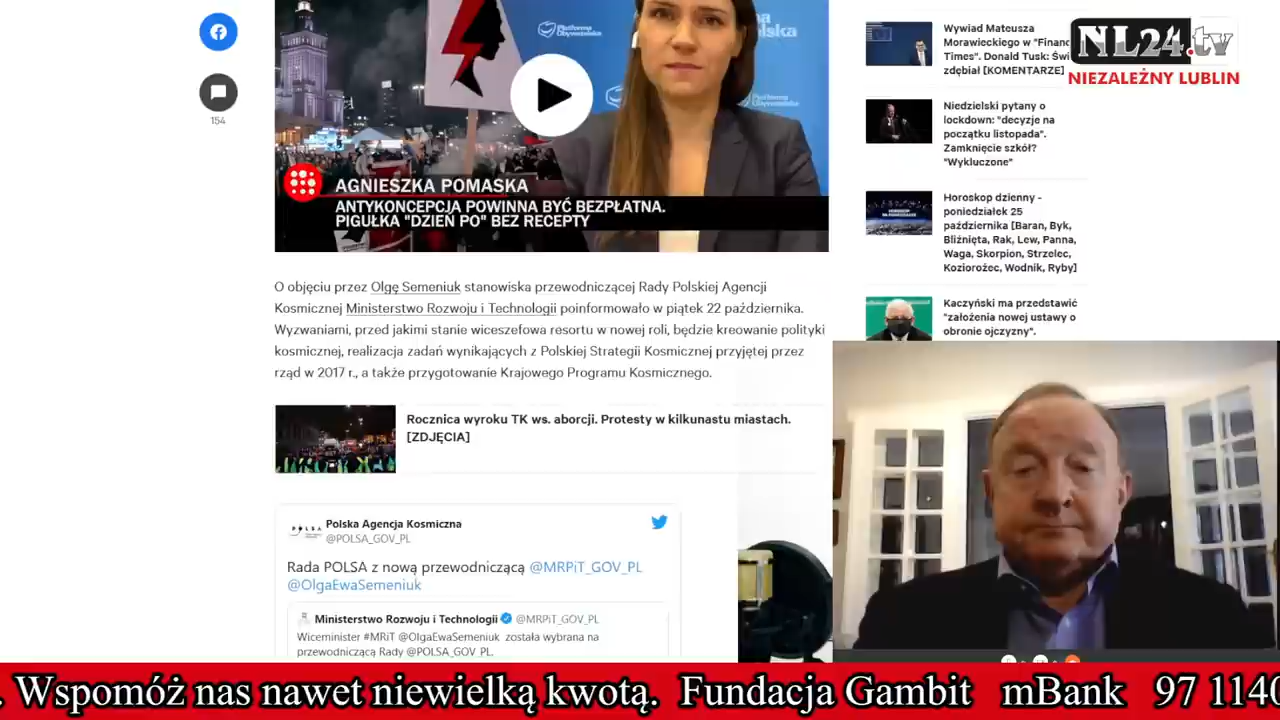 154
AGNIESZKA POMASKA
ANTYKONCEPCJA POWINNA BYĆ BEZPŁATNA.
PIGUŁKA "DZIEŃ PO" BEZ RECEPTY
Platforma
Obywatelska
Platforma
Obywatelska
O objęciu przez Olgę Semeniuk stanowiska przewodniczącej Rady Polskiej Agencji
Kosmicznej Ministerstwo Rozwoju i Technologii poinformowało w piątek 22 października.
Wyzwaniami, przed jakimi stanie wiceszefowa resortu w nowej roli, będzie kreowanie polityki
kosmicznej, realizacja zadań wynikających z Polskiej Strategii Kosmicznej przyjętej przez
rząd w 2017 r., a także przygotowanie Krajowego Programu Kosmicznego.
Rocznica wyroku TK ws. aborcji. Protesty w kilkunastu miastach.
[ZDJĘCIA]
POLSA
Polska Agencja Kosmiczna
@POLSA_GOV_PL
Rada POLSA z nową przewodniczącą @MRPiT_GOV_PL
@OlgaEwaSemeniuk
Ministerstwo Rozwoju i Technologii @MRPiT_GOV_PL
Wiceminister #MRiT @OlgaEwaSemeniuk została wybrana na
przewodniczącą Rady @POLSA_GOV_PL.
Wywiad Mateusza
Morawieckiego w "Financ
Times". Donald Tusk: Świ
zdębiał [KOMENTARZE]
Niedzielski pytany o
lockdown: "decyzje na
początku listopada".
Zamknięcie szkół?
"Wykluczone"
Horoskop dzienny -
poniedziałek 25
października [Baran, Byk,
Bliźnięta, Rak, Lew, Panna,
Waga, Skorpion, Strzelec,
Koziorożec, Wodnik, Ryby]
Kaczyński ma przedstawić
"założenia nowej ustawy o
obronie ojczyzny".
NL24.tv
NIEZALEŻNY LUBLIN
. Wspomóż nas nawet niewielką kwotą. Fundacja Gambit mBank 97 1140